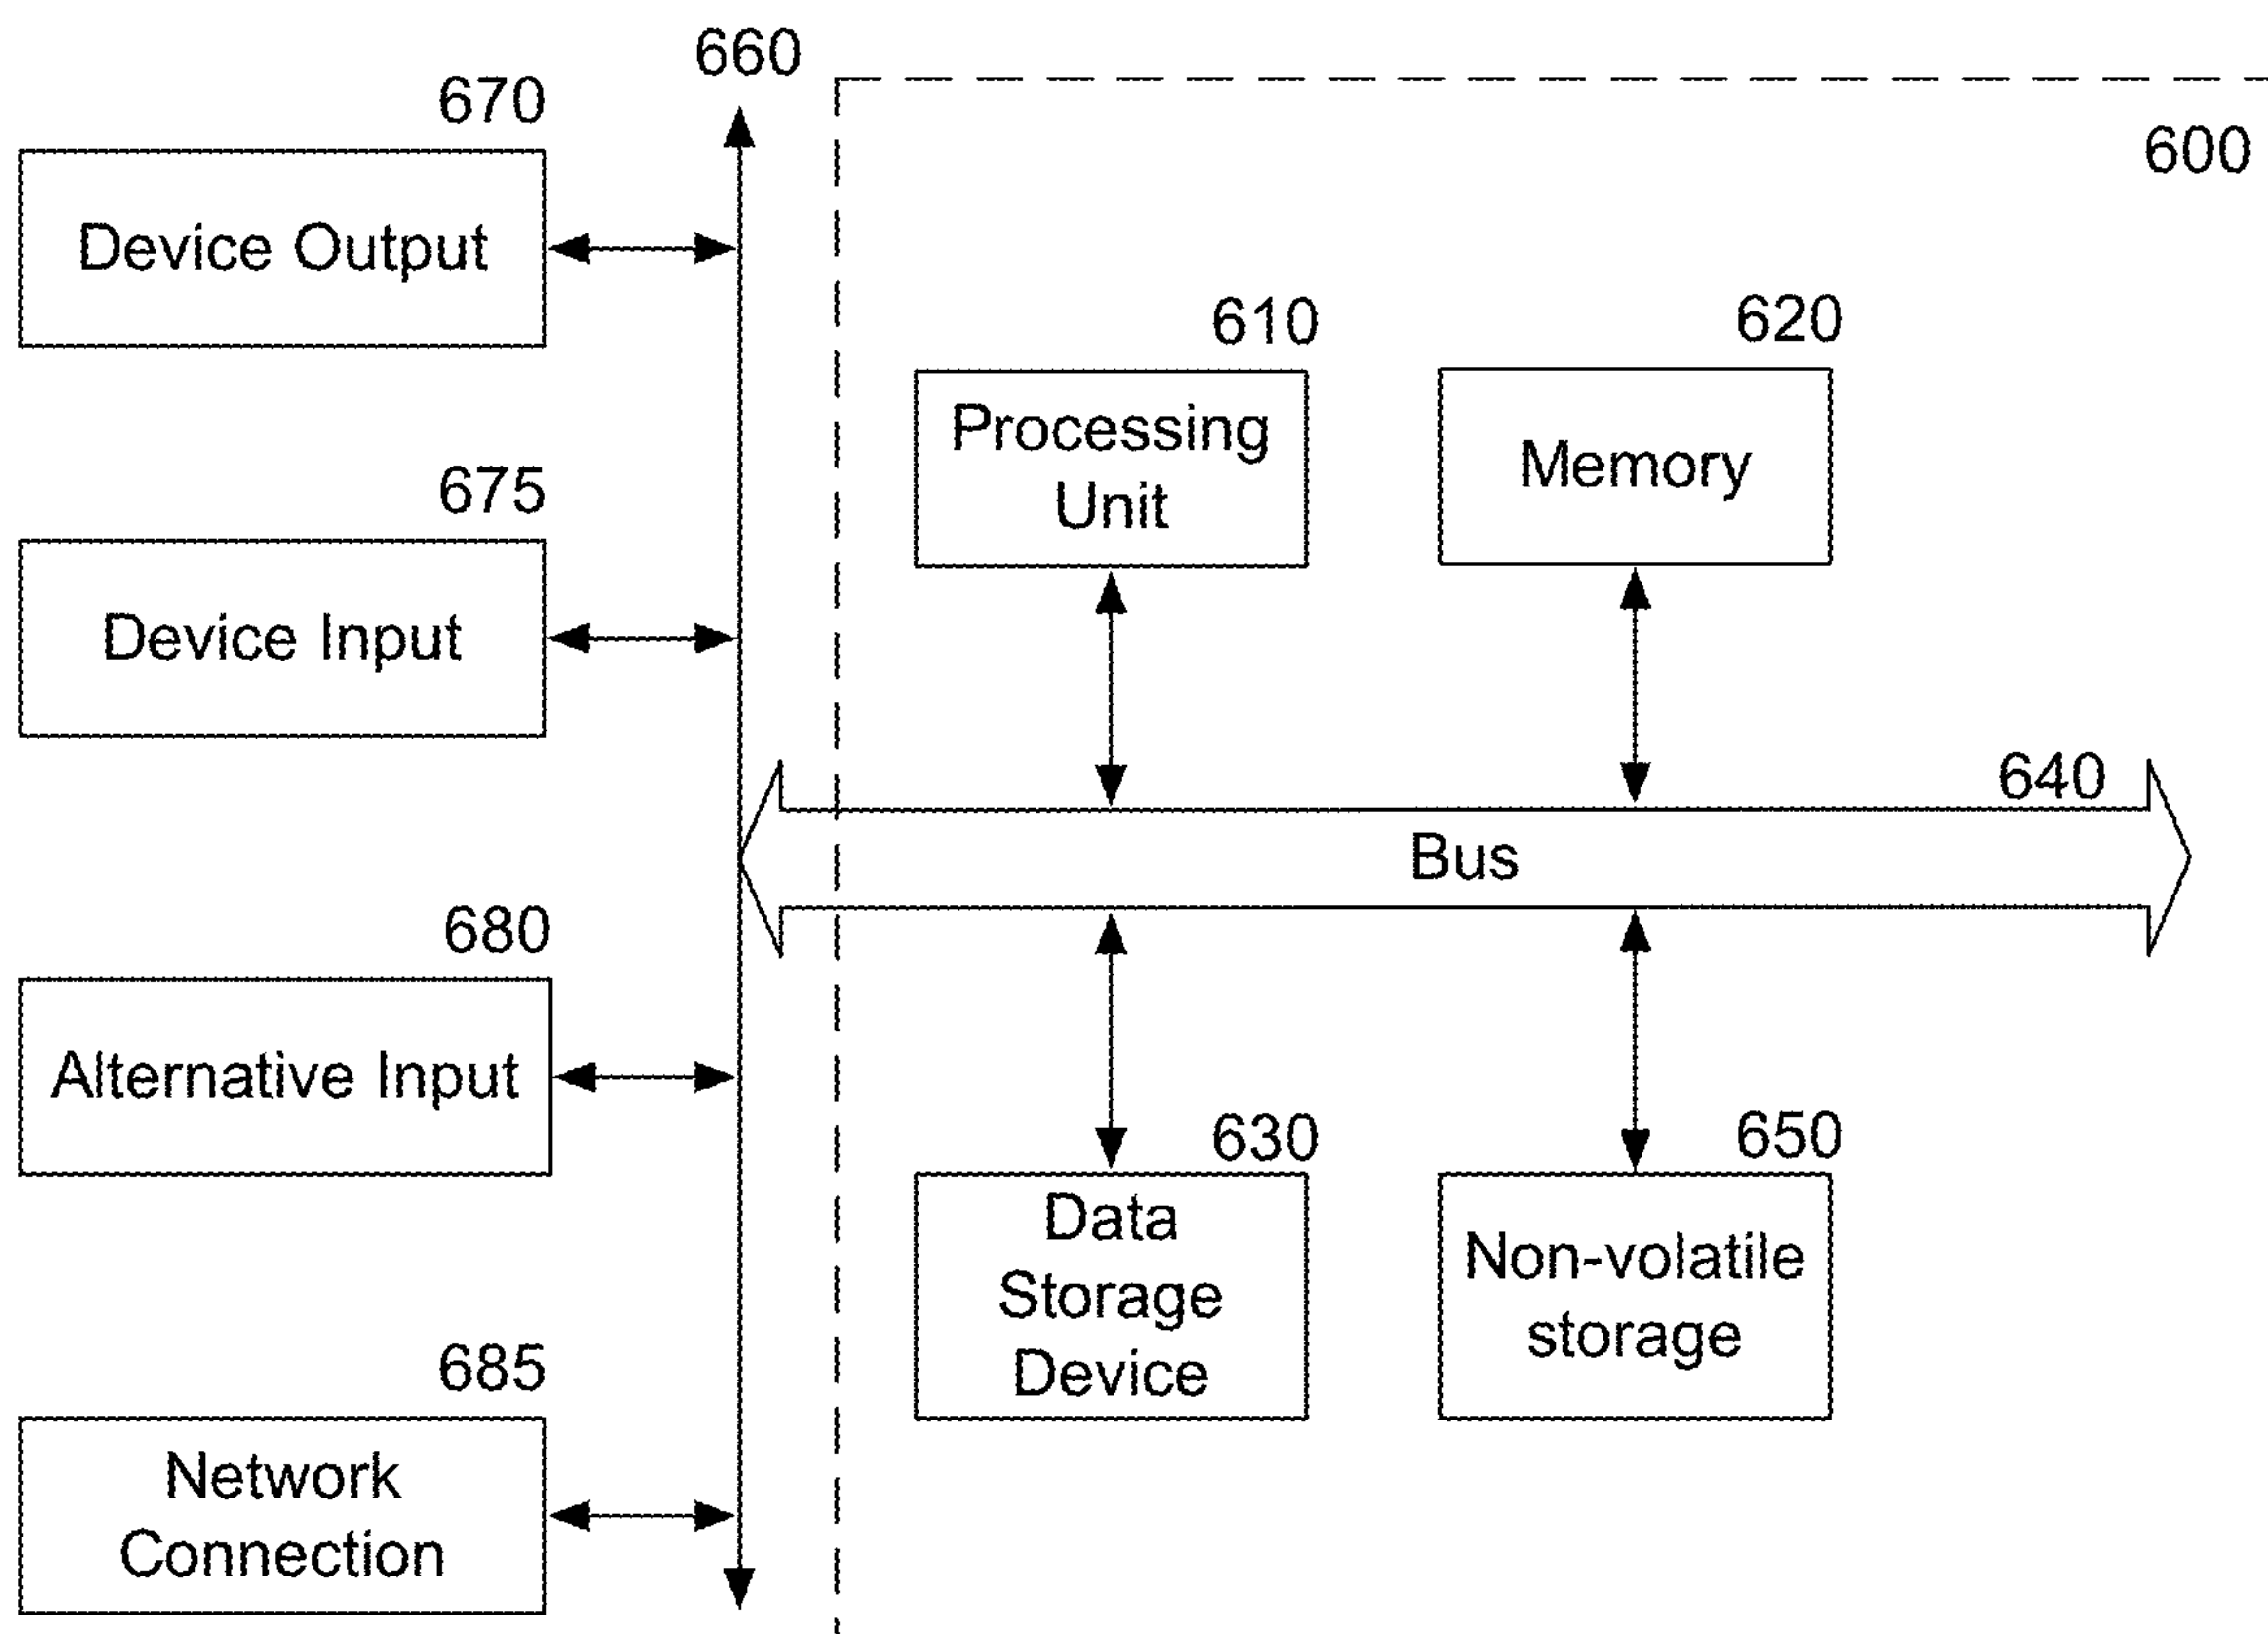 660
670
600
Device Output
610
620
Processing
Unit
Memory
675
Device Input
640
Bus
680
Alternative Input
630
650
Data
Storage
Device
Non-volatile
storage
685
Network
Connection